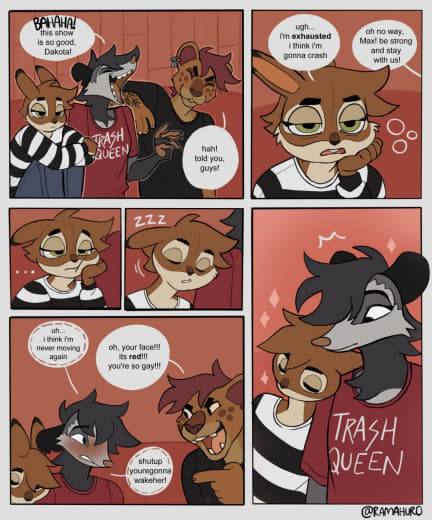 BAHAHA!
this show
is so good,
Dakota!
TRASH
QUEEN
hah!
told you,
guys!
ugh...
i'm exhausted
i think i'm
gonna crash
oh no way,
Max! be strong
and stay
with us!
...
zzz
TRASH
QUEEN
uh...
i think i'm
never moving
again
oh, your face!!!
its red!!!
you're so gay!!!
shutup
youregonna
wakeher!
@RAMAHURO